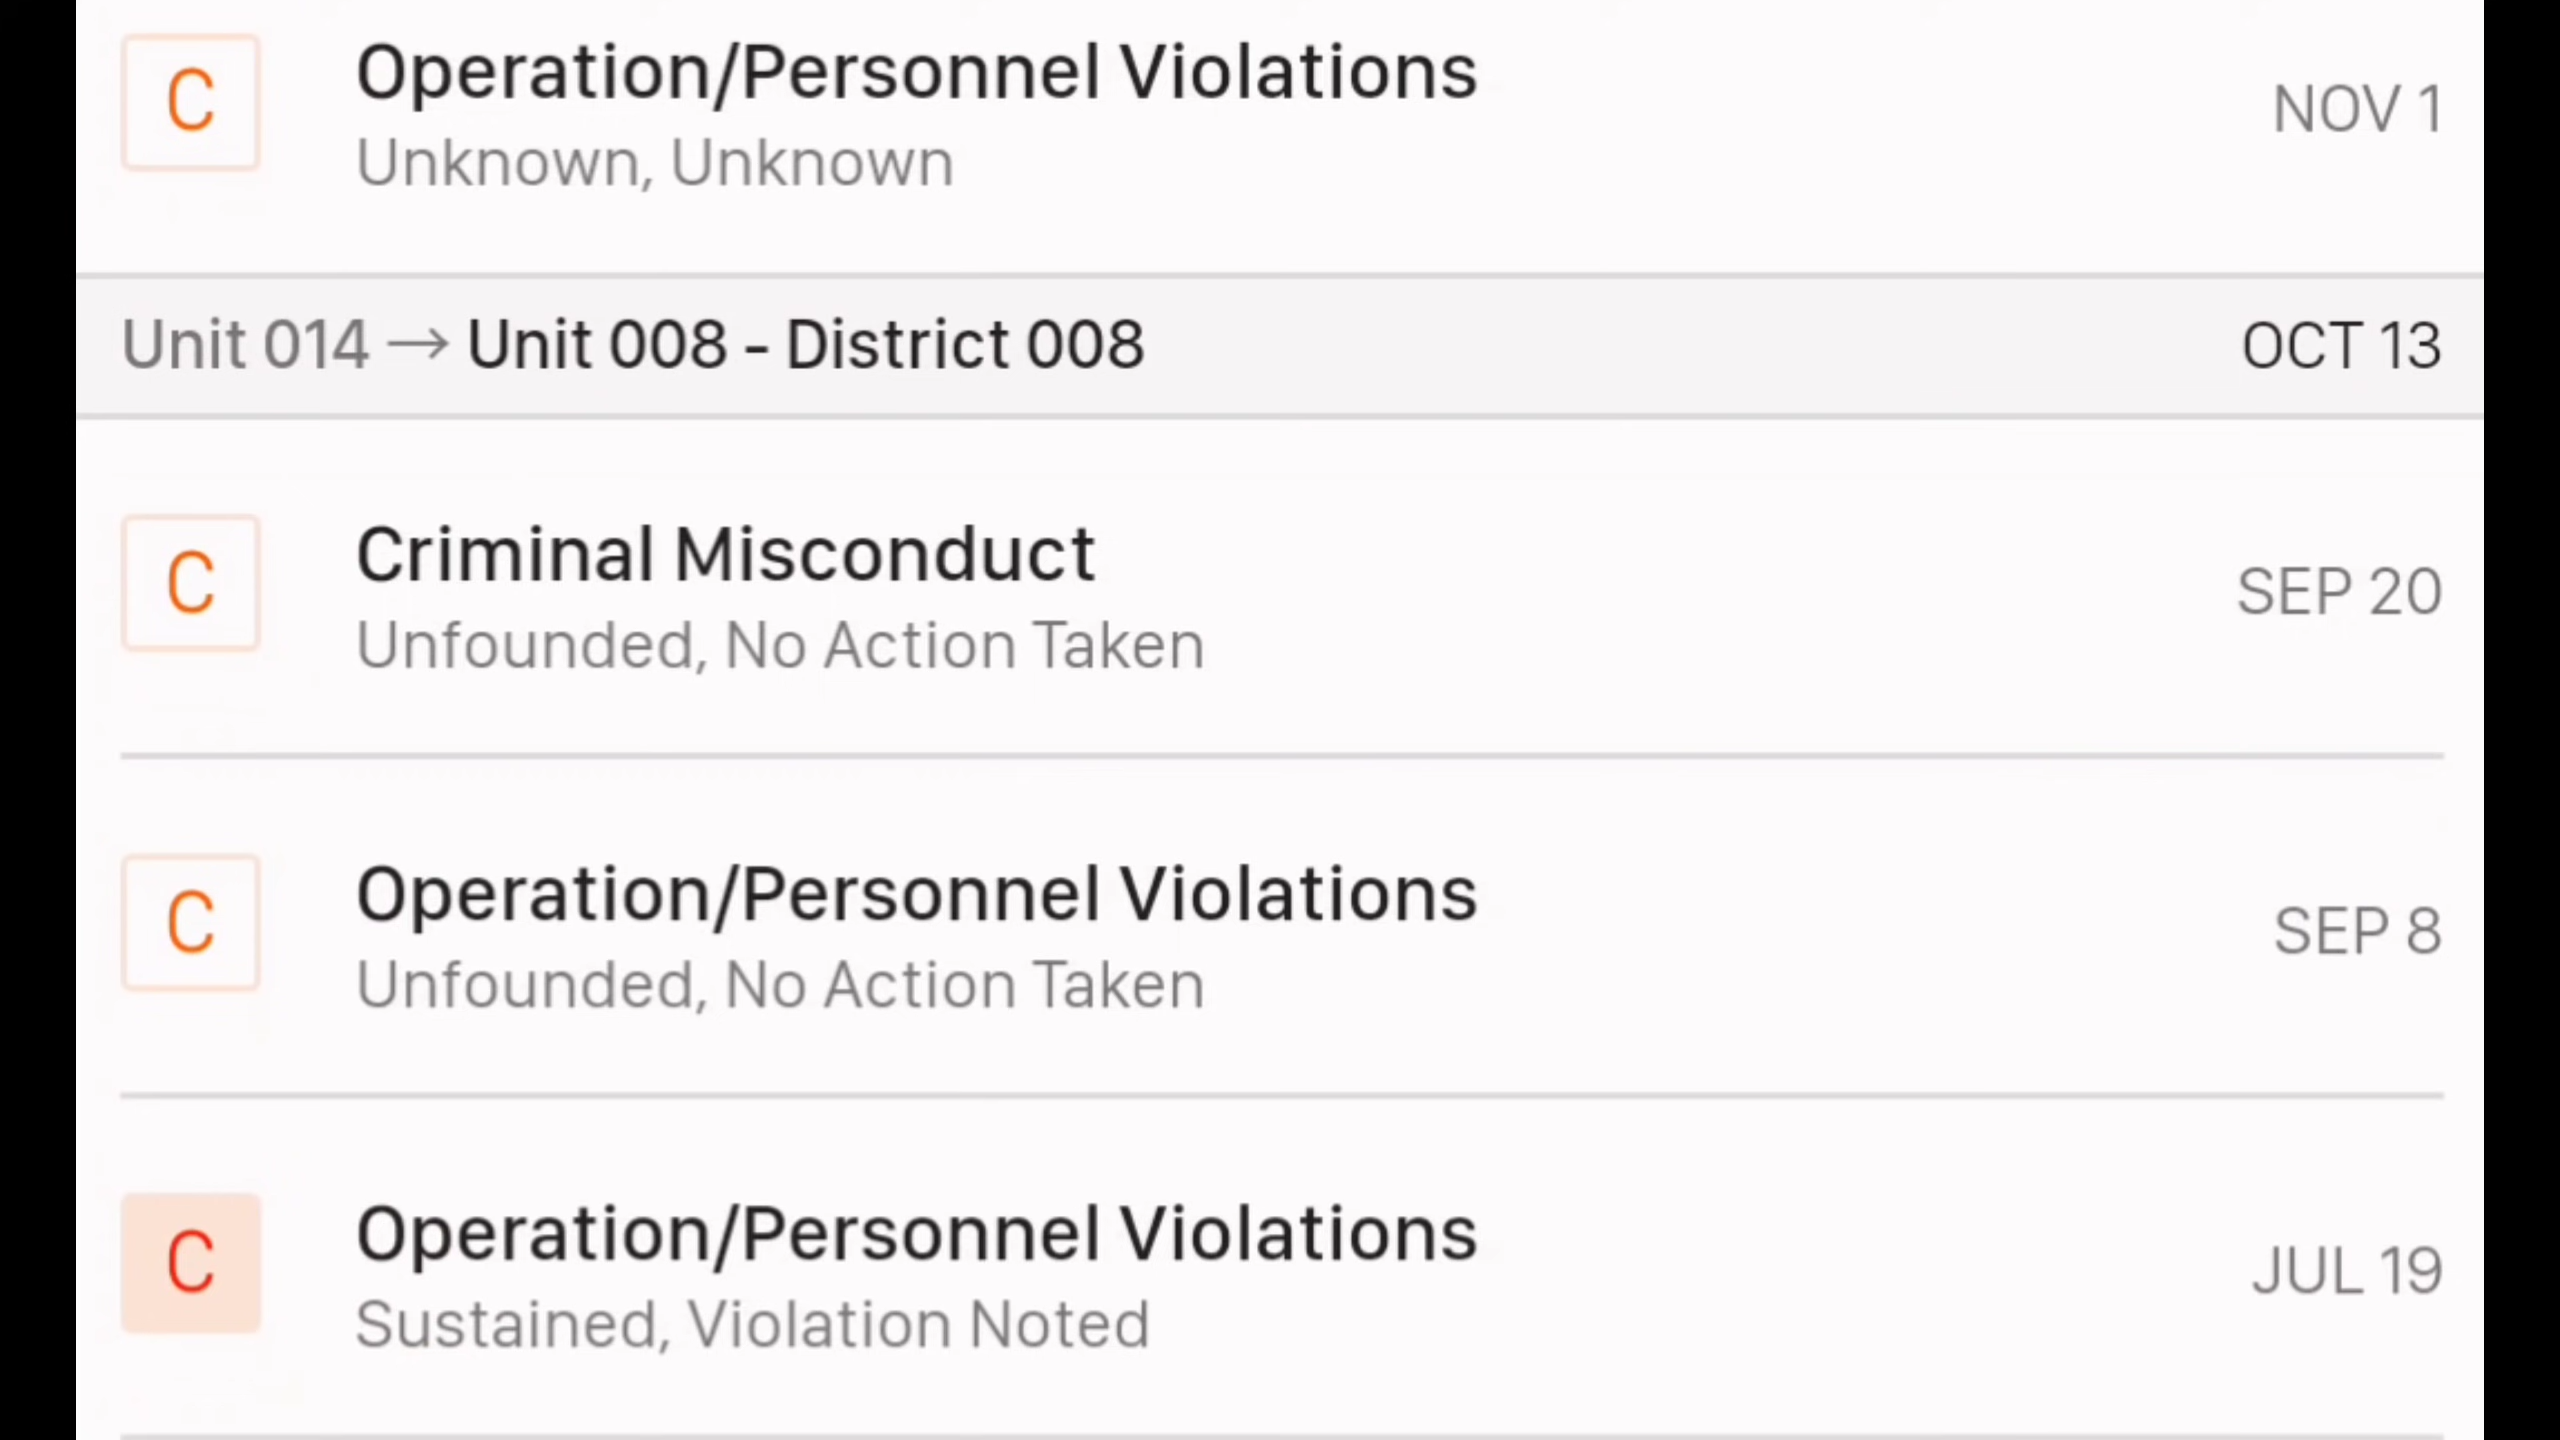 C
Operation/Personnel Violations
NOV 1
Unknown, Unknown
Unit 014 → Unit 008 - District 008
OCT 13
C
Criminal Misconduct
SEP 20
Unfounded, No Action Taken
C
Operation/Personnel Violations
SEP 8
Unfounded, No Action Taken
C
Operation/Personnel Violations
JUL 19
Sustained, Violation Noted